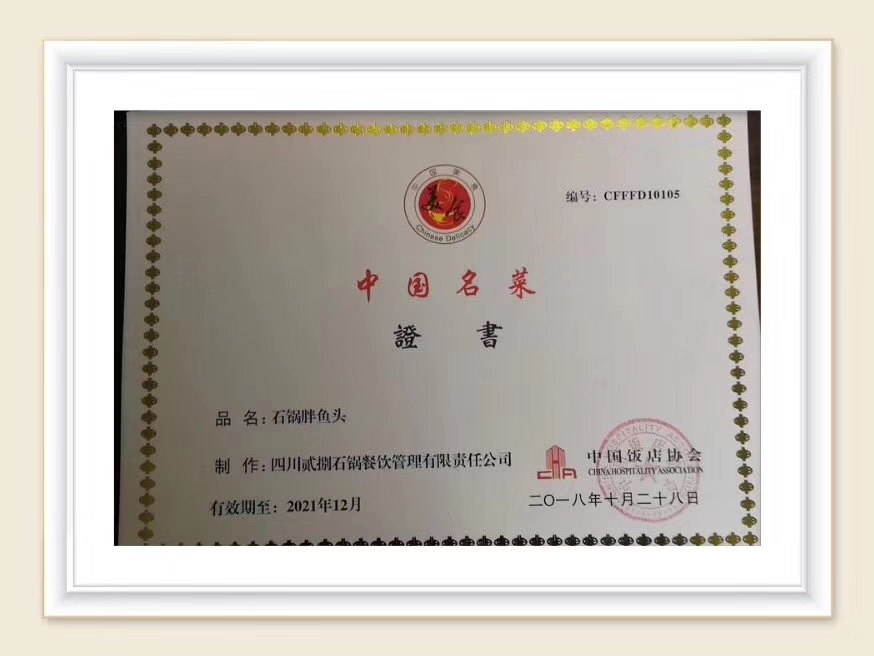 中国美食
美食
Chinese Delicacy
编号：CFFFD10105
中国名菜
證書
品名：石锅胖鱼头
制作：四川贰捌石锅餐饮管理有限责任公司
有效期至：2021年12月
CHA
中国饭店协会
CHINA HOSPITALITY ASSOCIATION
二〇一八年十月二十八日